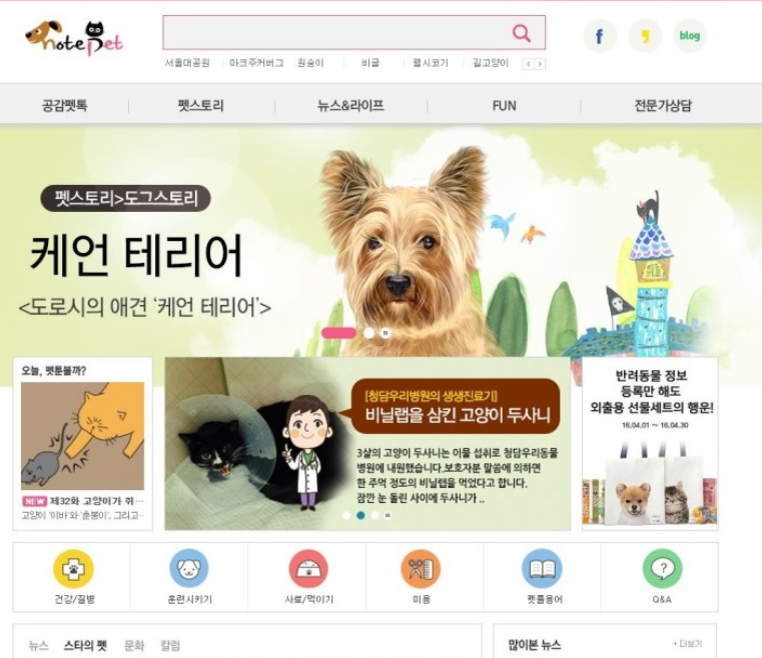 notepet
서울대공원 마크주커버그 원숭이 비글 웰시코기 길고양이
f
blog
공감펫톡 펫스토리 뉴스&라이프 FUN 전문가상담
펫스토리>도그스토리
케언 테리어
<도로시의 애견 '케언 테리어'>
오늘, 펫툰볼까?
NEW 제32화 고양이가 쥐…
고양이 '이바'와 '춘봉이', 그리고…
[청담우리병원의 생생진료기]
비닐랩을 삼킨 고양이 두사니
3살의 고양이 두사니는 이물 섭취로 청담우리동물
병원에 내원했습니다.보호자분 말씀에 의하면
한 주먹 정도의 비닐랩을 먹었다고 합니다.
잠깐 눈 돌린 사이에 두사니가 ..
반려동물 정보
등록만 해도
외출용 선물세트의 행운!
16.04.01 ~ 16.04.30
건강/질병 훈련시키기 사료/먹이기 미용 펫플용어 Q&A
뉴스 스타의 펫 문화 칼럼
많이본 뉴스 + 더보기